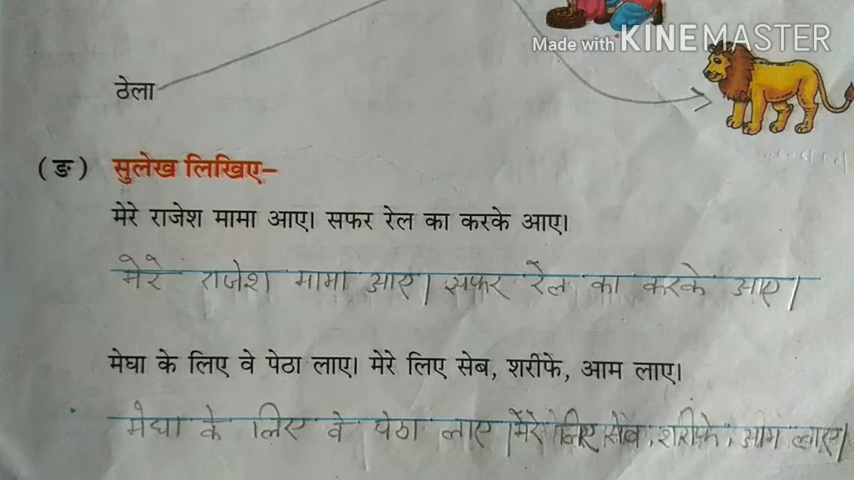 Made with KINEMASTER
ठेला
(ङ) सुलेख लिखिए-
मेरे राजेश मामा आए। सफर रेल का करके आए।
मेरे राजेश मामा आए। सफर रेल का करके आए।
मेघा के लिए वे पेठा लाए। मेरे लिए सेब, शरीफे, आम लाए।
मेघा के लिए वे पेठा लाए।मेरे लिए सेब, शरीफे, आम लाए।